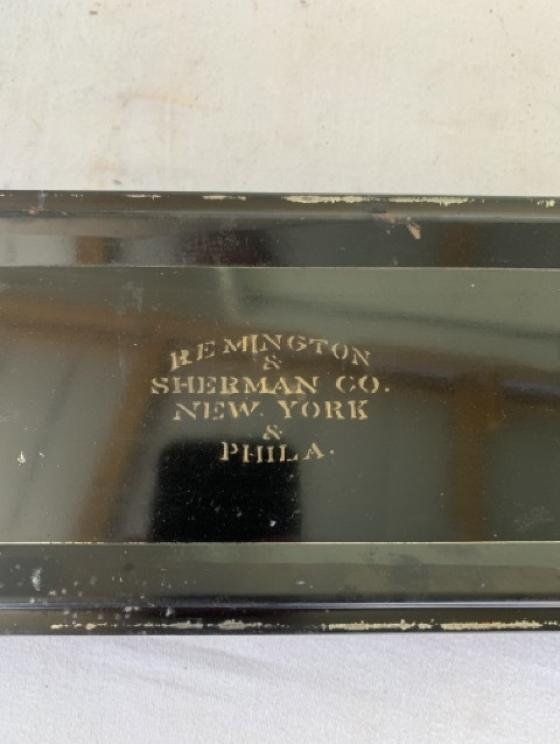 REMINGTON
&
SHERMAN CO.
NEW YORK
&
PHILA.